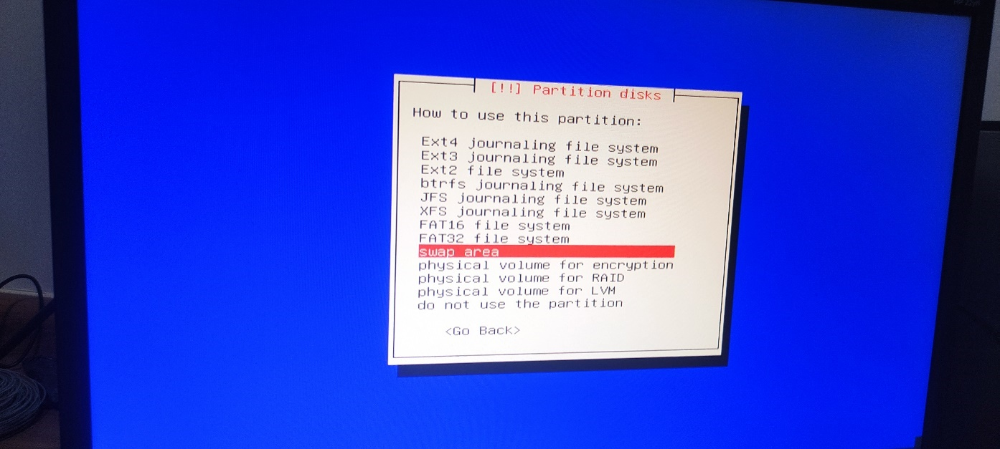 [!!] Partition disks
How to use this partition:
Ext4 journaling file system
Ext3 journaling file system
Ext2 file system
btrfs journaling file system
JFS journaling file system
XFS journaling file system
FAT16 file system
FAT32 file system
swap area
physical volume for encryption
physical volume for RAID
physical volume for LVM
do not use the partition
<Go Back>